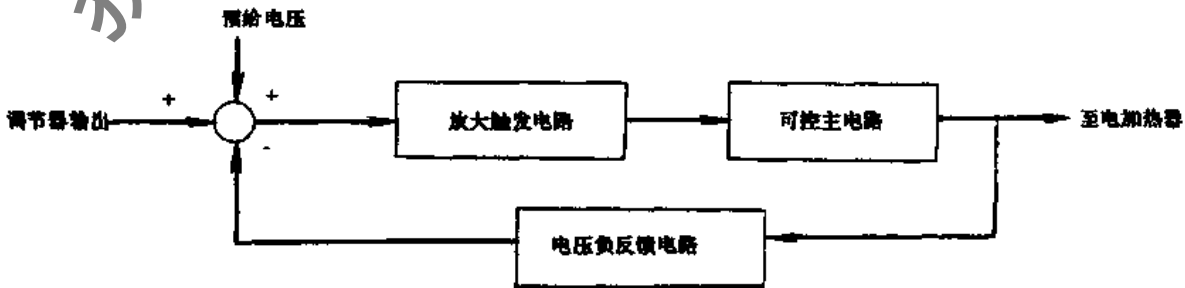 预给电压
+
+
调节器输出
放大触发电路
可控主电路
至电加热器
-
电压负反馈电路